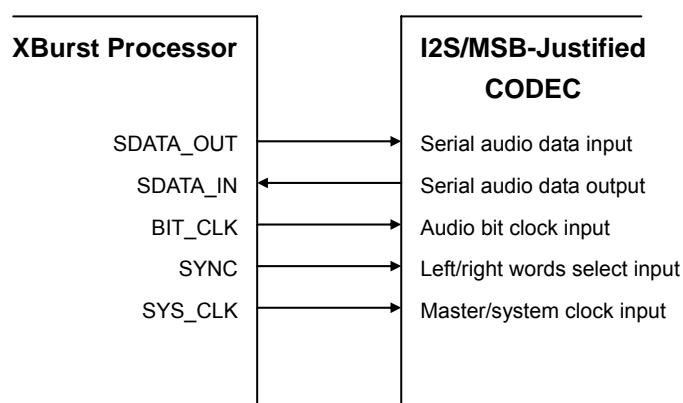 XBurst Processor
I2S/MSB-Justified
CODEC
SDATA_OUT
Serial audio data input
SDATA_IN
Serial audio data output
BIT_CLK
Audio bit clock input
SYNC
Left/right words select input
SYS_CLK
Master/system clock input